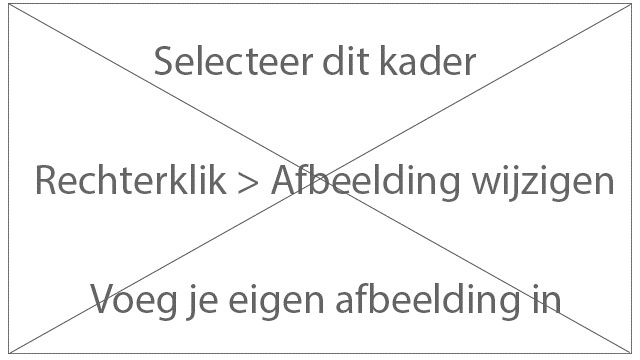 Selecteer dit kader
Rechterklik > Afbeelding wijzigen
Voeg je eigen afbeelding in